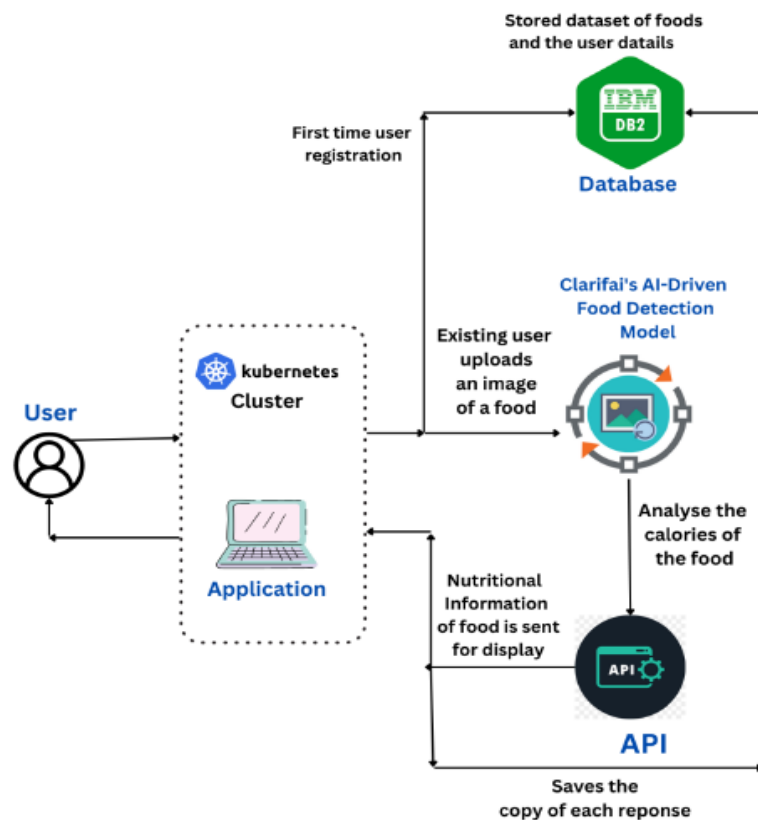 Stored dataset of foods
and the user datails
IBM
DB2
Database
First time user
registration
Clarifai's AI-Driven
Food Detection
Model
Existing user
uploads
an image
of a food
kubernetes
Cluster
User
Application
Analyse the
calories of
the food
Nutritional
Information
of food is sent
for display
API
API
Saves the
copy of each reponse